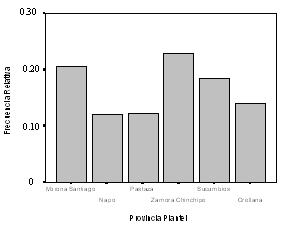 0.30
0.20
0.10
0
Frecuencia Relativa
Morona Santiago
Napo
Pastaza
Zamora Chinchipe
Sucumbios
Orellana
Provincia Plantel